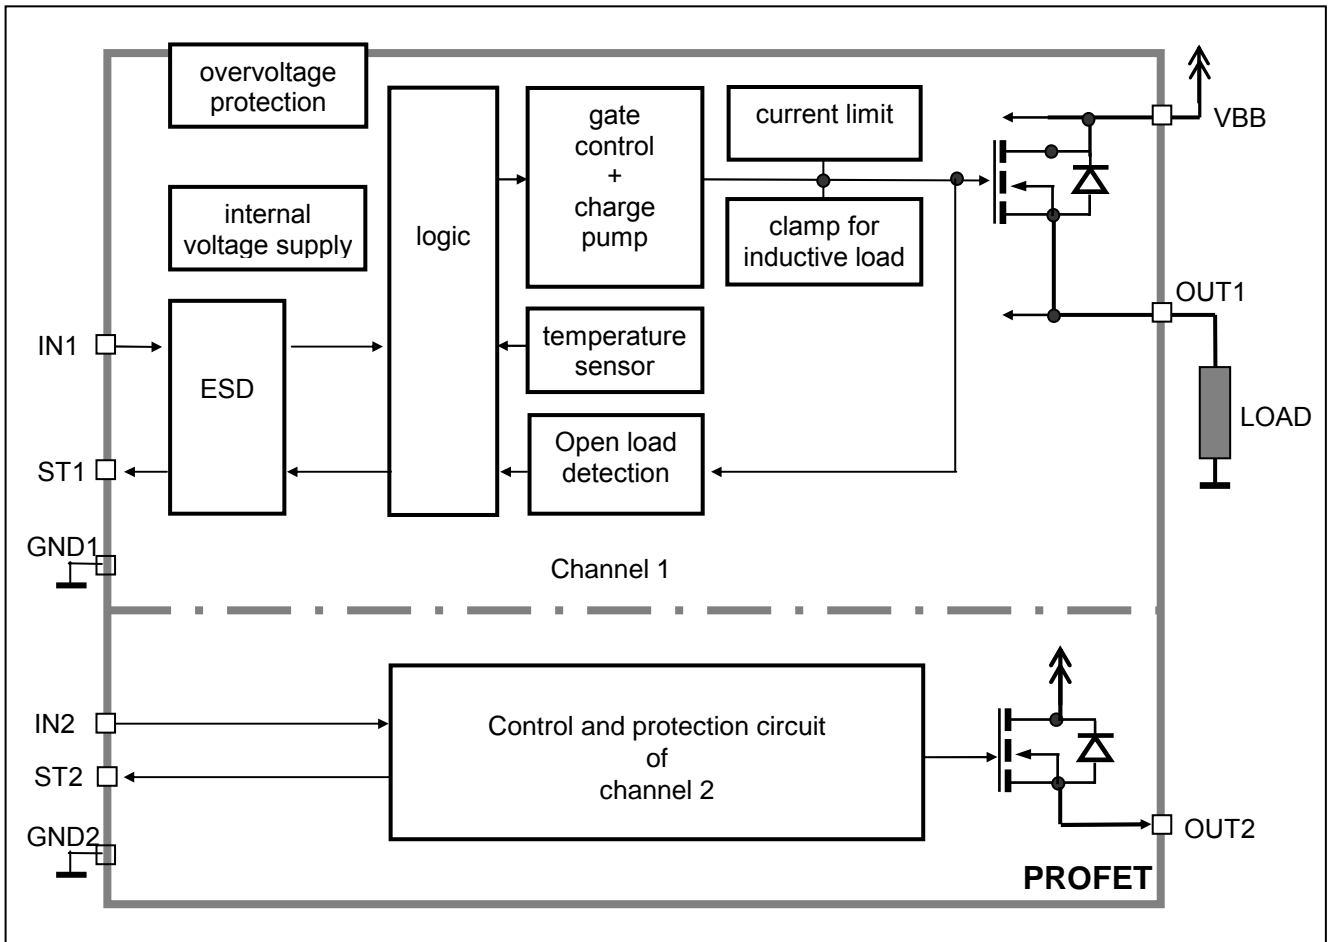 overvoltage
protection
internal
voltage supply
logic
gate
control
+
charge
pump
current limit
clamp for
inductive load
VBB
OUT1
LOAD
IN1
ESD
temperature
sensor
ST1
Open load
detection
GND1
Channel 1
IN2
ST2
GND2
Control and protection circuit
of
channel 2
OUT2
PROFET